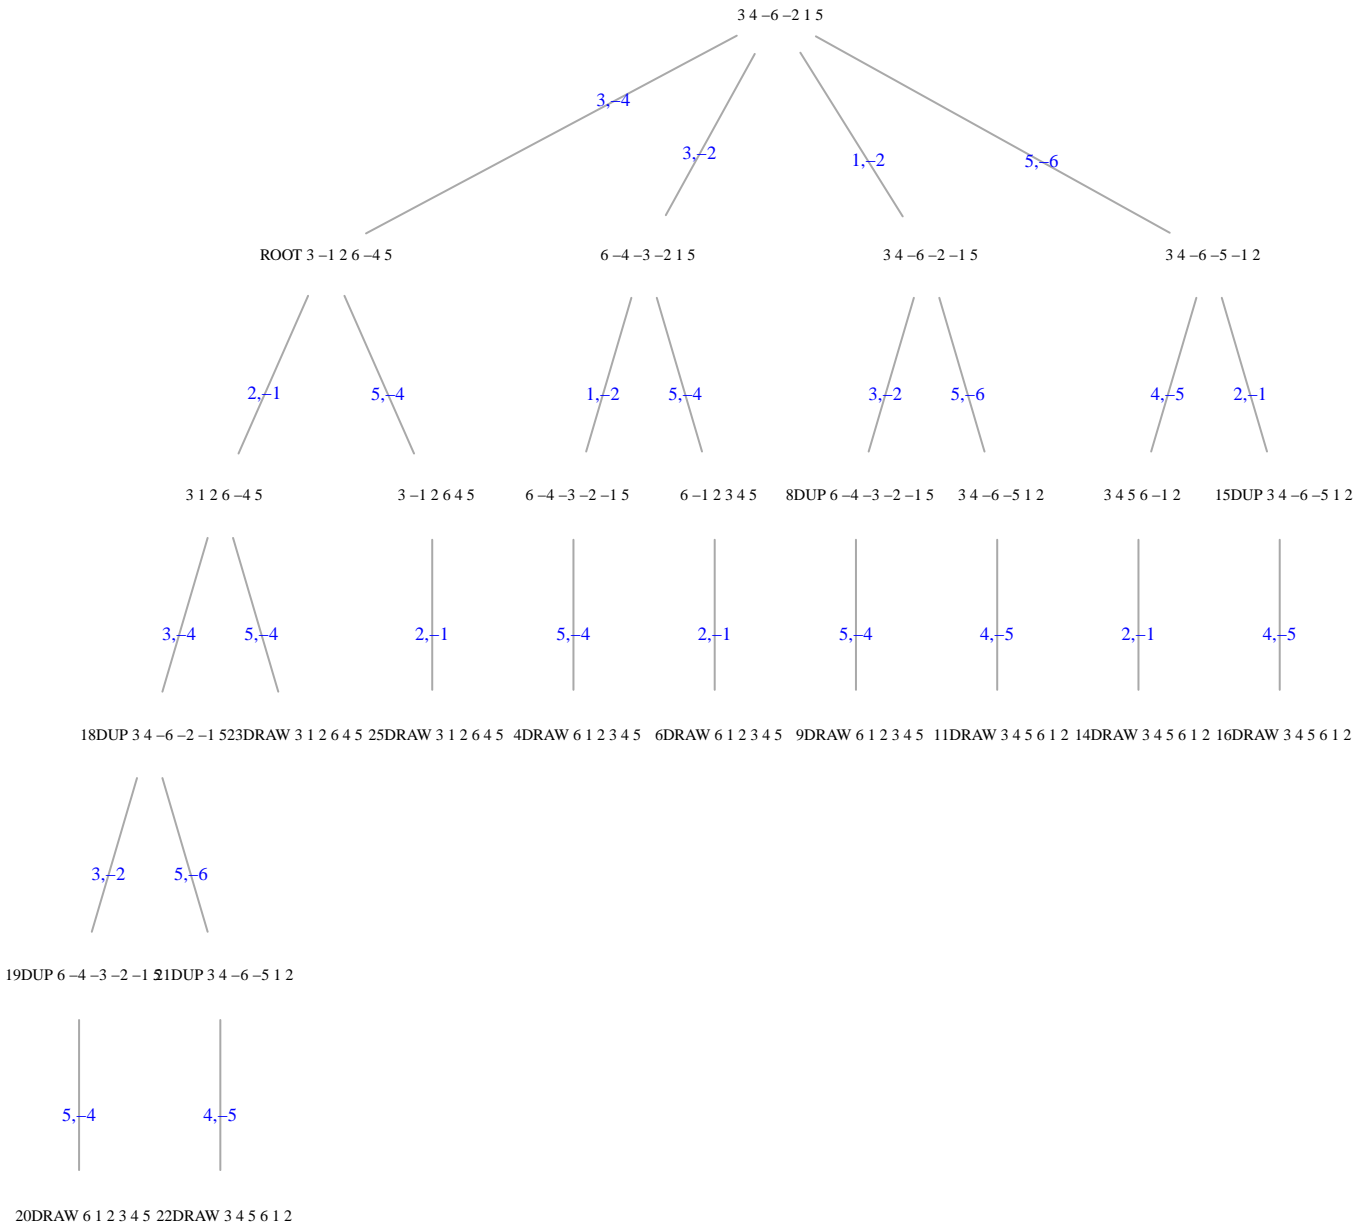 3 4 −6 −2 1 5
3,−4
3,−2
1,−2
5,−6
ROOT 3 −1 2 6 −4 5
6 −4 −3 −2 1 5
3 4 −6 −2 −1 5
3 4 −6 −5 −1 2
2,−1
5,−4
1,−2
5,−4
3,−2
5,−6
4,−5
2,−1
3 1 2 6 −4 5
3 −1 2 6 4 5
6 −4 −3 −2 −1 5
6 −1 2 3 4 5
8DUP 6 −4 −3 −2 −1 5
3 4 −6 −5 1 2
3 4 5 6 −1 2
15DUP 3 4 −6 −5 1 2
3,−4
5,−4
2,−1
5,−4
2,−1
5,−4
4,−5
2,−1
4,−5
18DUP 3 4 −6 −2 −1 5
23DRAW 3 1 2 6 4 5
25DRAW 3 1 2 6 4 5
4DRAW 6 1 2 3 4 5
6DRAW 6 1 2 3 4 5
9DRAW 6 1 2 3 4 5
11DRAW 3 4 5 6 1 2
14DRAW 3 4 5 6 1 2
16DRAW 3 4 5 6 1 2
3,−2
5,−6
19DUP 6 −4 −3 −2 −1 5
21DUP 3 4 −6 −5 1 2
5,−4
4,−5
20DRAW 6 1 2 3 4 5
22DRAW 3 4 5 6 1 2